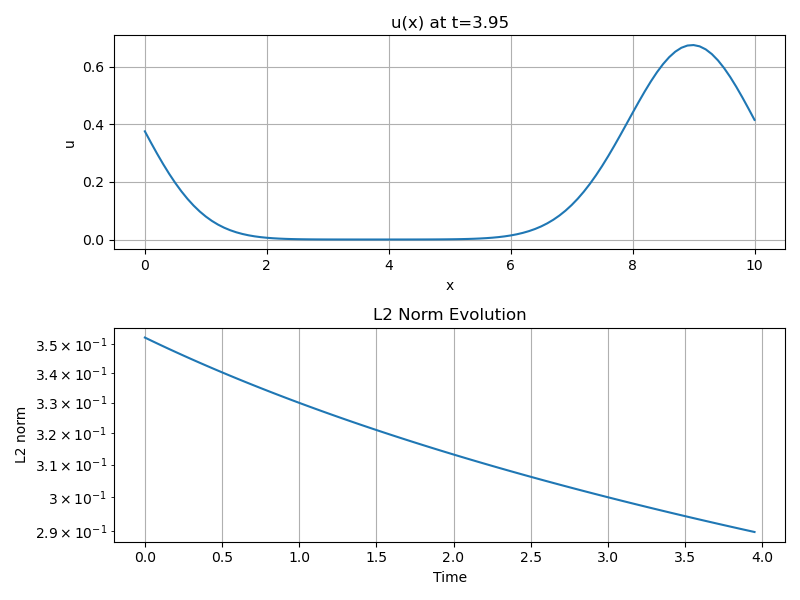 u(x) at t=3.95
u
0.6
0.4
0.2
0.0
0 2 4 6 8 10
x
L2 Norm Evolution
L2 norm
3.5 × 10⁻¹
3.4 × 10⁻¹
3.3 × 10⁻¹
3.2 × 10⁻¹
3.1 × 10⁻¹
3 × 10⁻¹
2.9 × 10⁻¹
0.0 0.5 1.0 1.5 2.0 2.5 3.0 3.5 4.0
Time